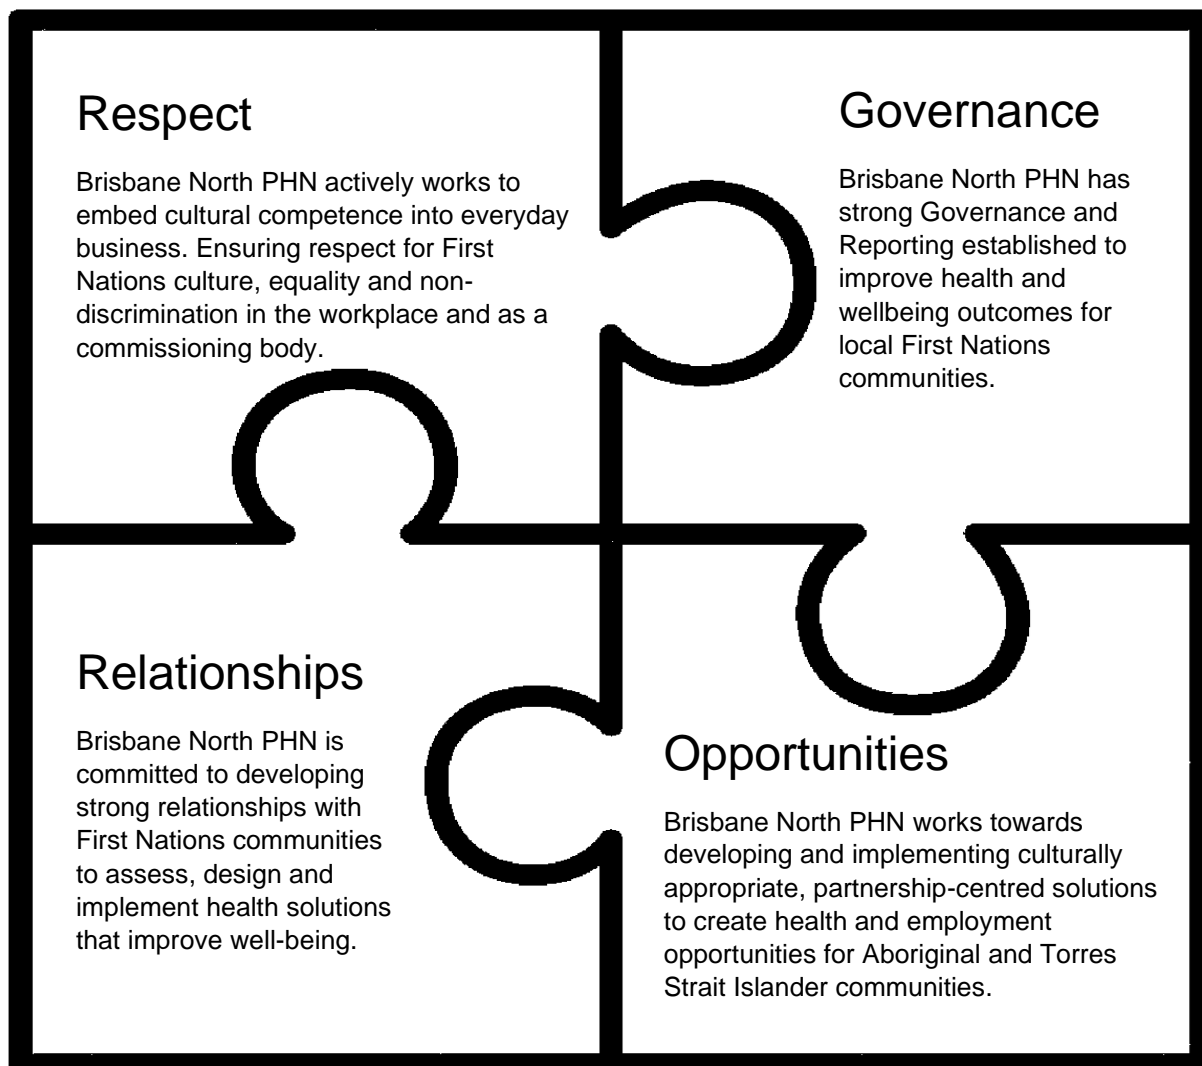 Respect
Brisbane North PHN actively works to
embed cultural competence into everyday
business. Ensuring respect for First
Nations culture, equality and non-
discrimination in the workplace and as a
commissioning body.
Governance
Brisbane North PHN has
strong Governance and
Reporting established to
improve health and
wellbeing outcomes for
local First Nations
communities.
Relationships
Brisbane North PHN is
committed to developing
strong relationships with
First Nations communities
to assess, design and
implement health solutions
that improve well-being.
Opportunities
Brisbane North PHN works towards
developing and implementing culturally
appropriate, partnership-centred solutions
to create health and employment
opportunities for Aboriginal and Torres
Strait Islander communities.